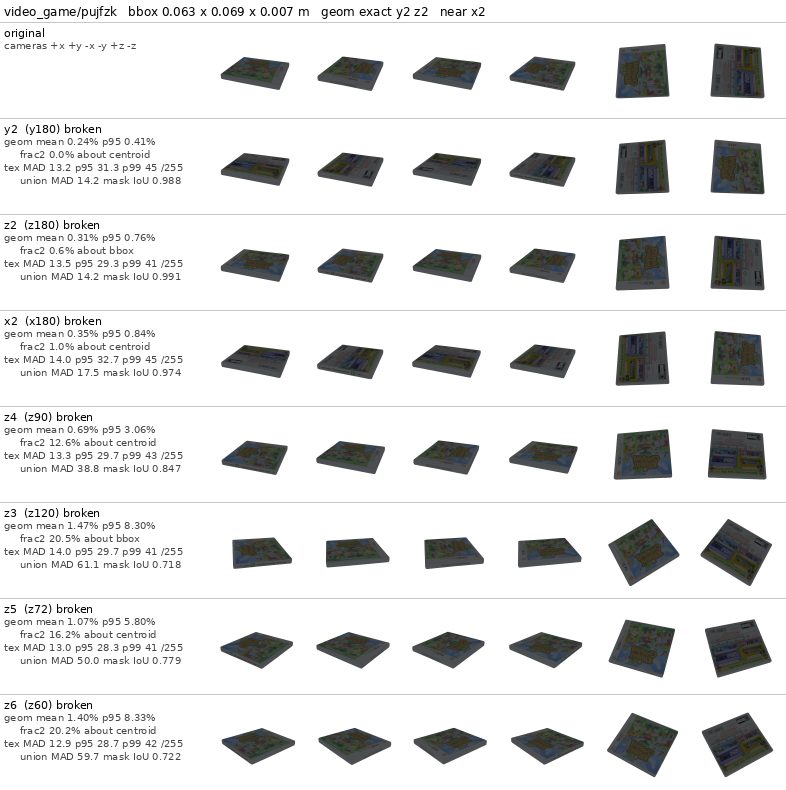 video_game/pujfzk bbox 0.063 x 0.069 x 0.007 m geom exact y2 z2 near x2
original
cameras +x +y -x -y +z -z
y2 (y180) broken
geom mean 0.24% p95 0.41%
frac2 0.0% about centroid
tex MAD 13.2 p95 31.3 p99 45 /255
union MAD 14.2 mask IoU 0.988
z2 (z180) broken
geom mean 0.31% p95 0.76%
frac2 0.6% about bbox
tex MAD 13.5 p95 29.3 p99 41 /255
union MAD 14.2 mask IoU 0.991
x2 (x180) broken
geom mean 0.35% p95 0.84%
frac2 1.0% about centroid
tex MAD 14.0 p95 32.7 p99 45 /255
union MAD 17.5 mask IoU 0.974
z4 (z90) broken
geom mean 0.69% p95 3.06%
frac2 12.6% about centroid
tex MAD 13.3 p95 29.7 p99 43 /255
union MAD 38.8 mask IoU 0.847
z3 (z120) broken
geom mean 1.47% p95 8.30%
frac2 20.5% about bbox
tex MAD 14.0 p95 29.7 p99 41 /255
union MAD 61.1 mask IoU 0.718
z5 (z72) broken
geom mean 1.07% p95 5.80%
frac2 16.2% about centroid
tex MAD 13.0 p95 28.3 p99 41 /255
union MAD 50.0 mask IoU 0.779
z6 (z60) broken
geom mean 1.40% p95 8.33%
frac2 20.2% about centroid
tex MAD 12.9 p95 28.7 p99 42 /255
union MAD 59.7 mask IoU 0.722